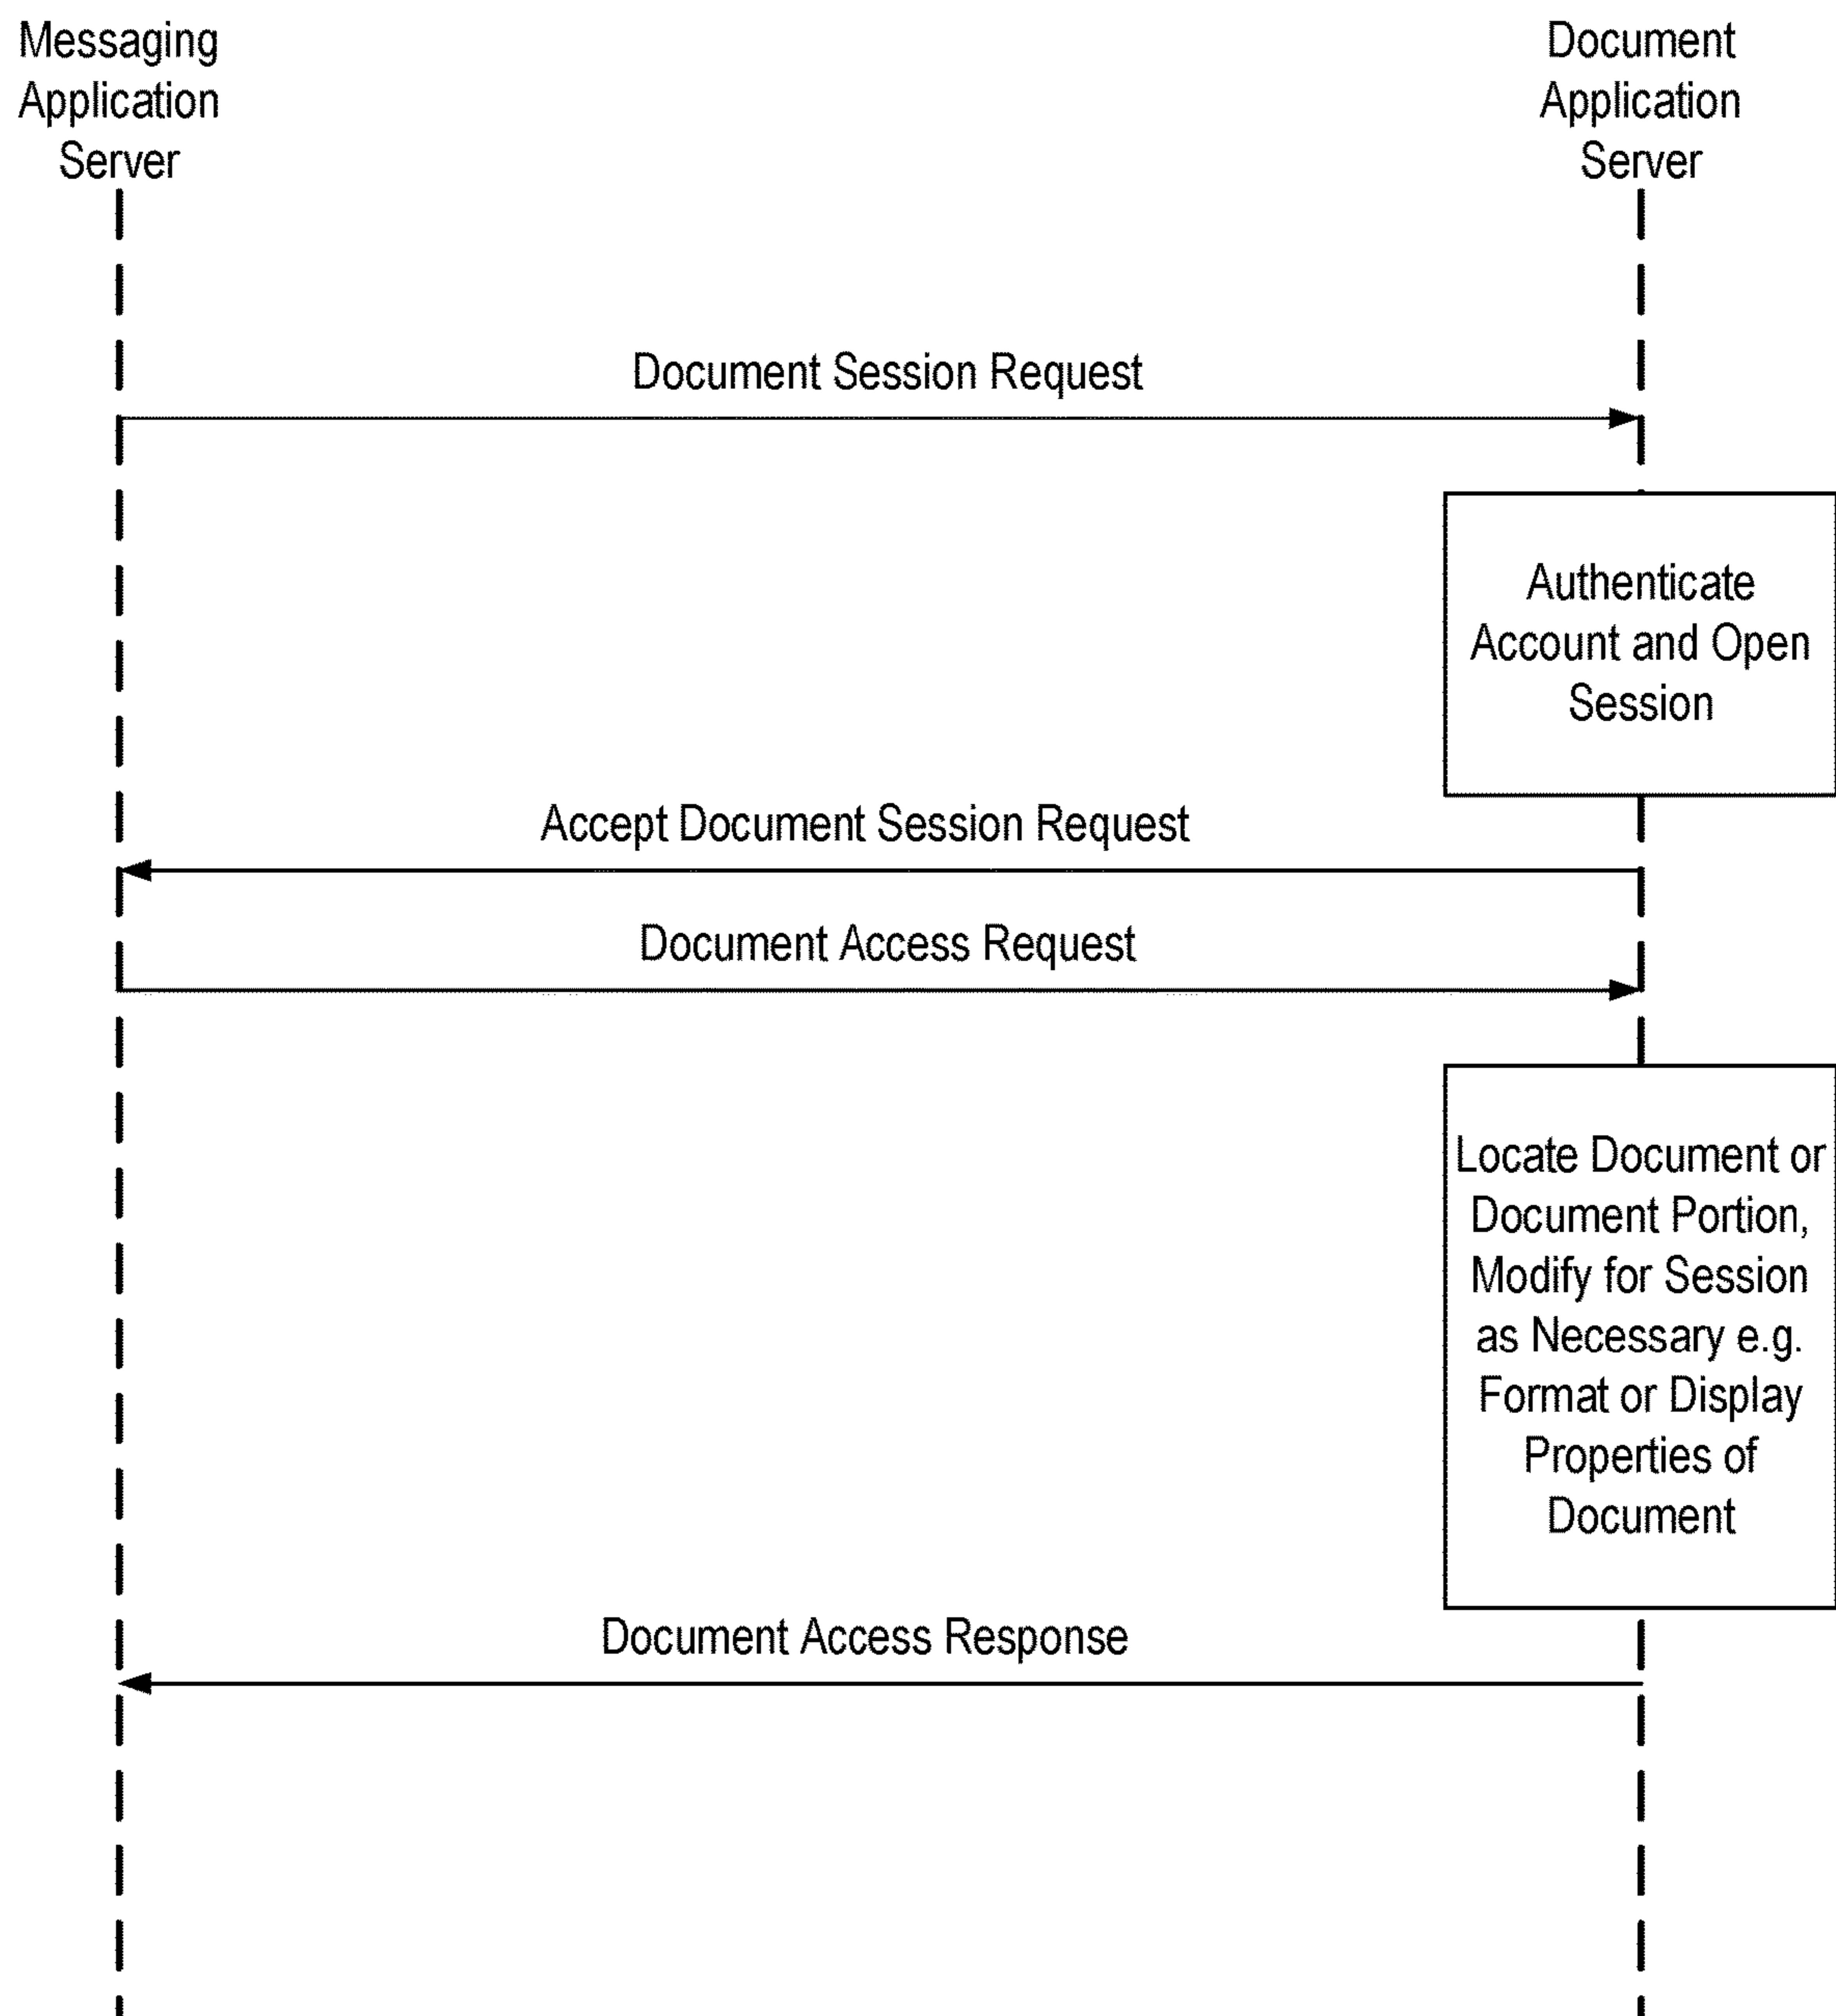 Messaging
Application
Server
Document
Application
Server
Document Session Request
Authenticate
Account and Open
Session
Accept Document Session Request
Document Access Request
Locate Document or
Document Portion,
Modify for Session
as Necessary e.g.
Format or Display
Properties of
Document
Document Access Response